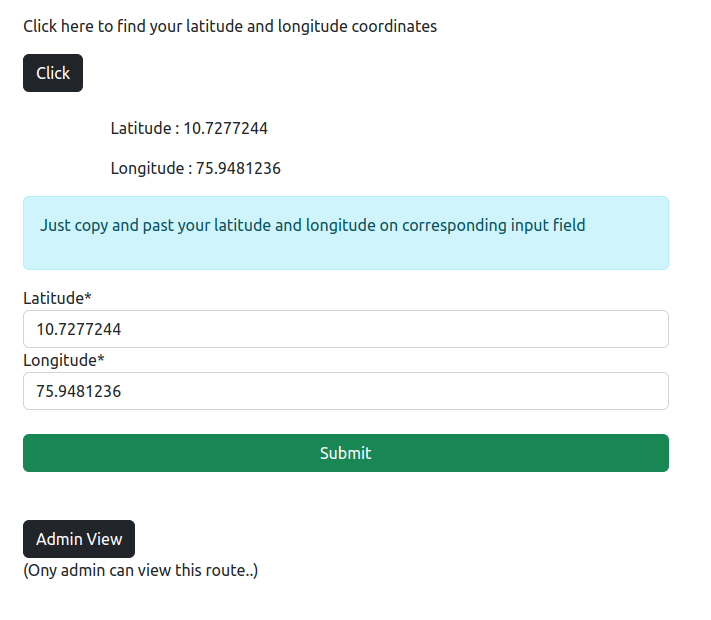 Click here to find your latitude and longitude coordinates
Click
Latitude : 10.7277244
Longitude : 75.9481236
Just copy and past your latitude and longitude on corresponding input field
Latitude*
10.7277244
Longitude*
75.9481236
Submit
Admin View
(Ony admin can view this route..)